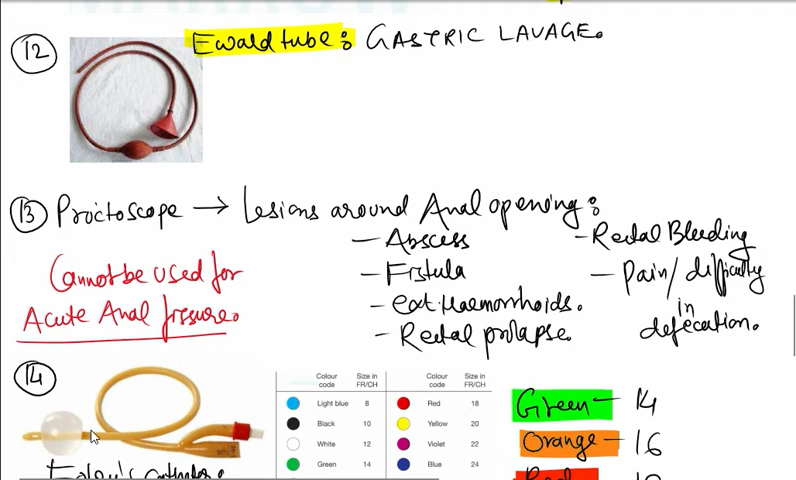 12 Ewald tube: GASTRIC LAVAGE.
13 Proctoscope → Lesions around Anal opening:
- Abscess
- Fistula
- ext. Haemorrhoids.
- Rectal prolapse
- Rectal Bleeding
- Pain/difficulty in defecation.
Cannot be used for
Acute Anal fissure.
14
Colour code Size in FR/CH Colour code Size in FR/CH
Light blue 8 Red 18
Black 10 Yellow 20
White 12 Violet 22
Green 14 Blue 24
Green - 14
Orange - 16